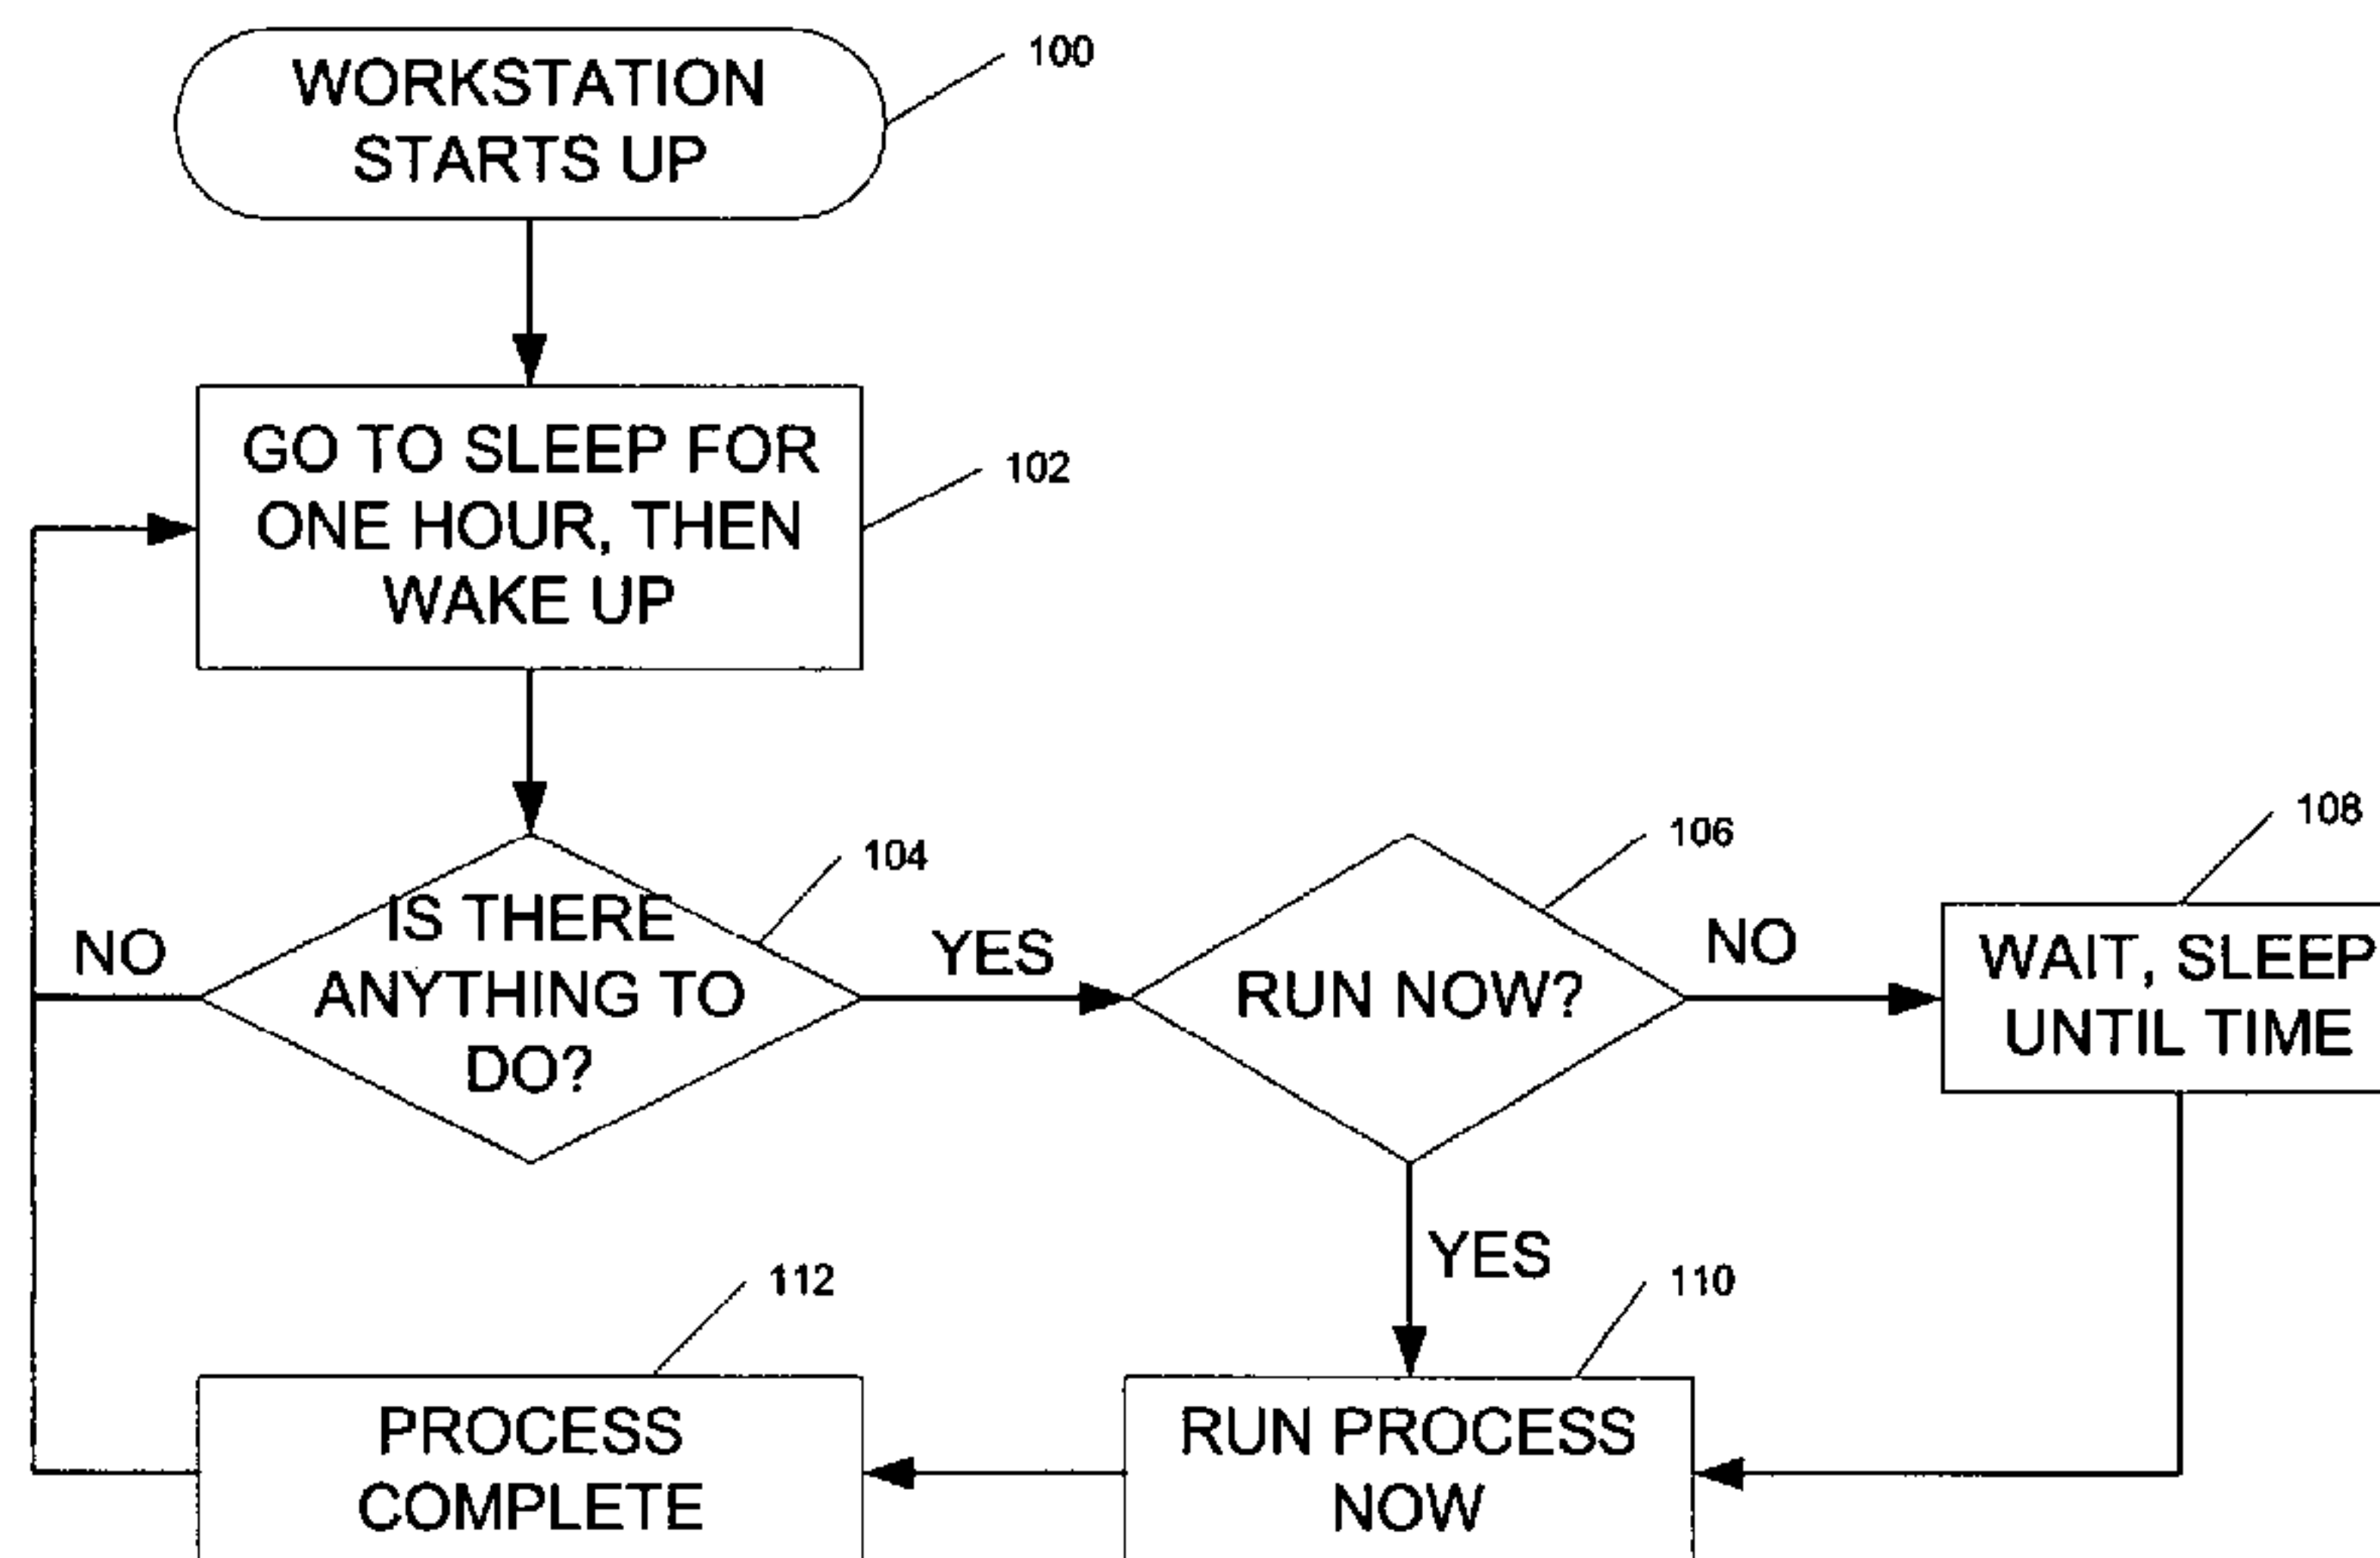 WORKSTATION
STARTS UP
100
GO TO SLEEP FOR
ONE HOUR, THEN
WAKE UP
102
IS THERE
ANYTHING TO
DO?
104
NO
YES
RUN NOW?
106
NO
WAIT, SLEEP
UNTIL TIME
108
YES
RUN PROCESS
NOW
110
PROCESS
COMPLETE
112